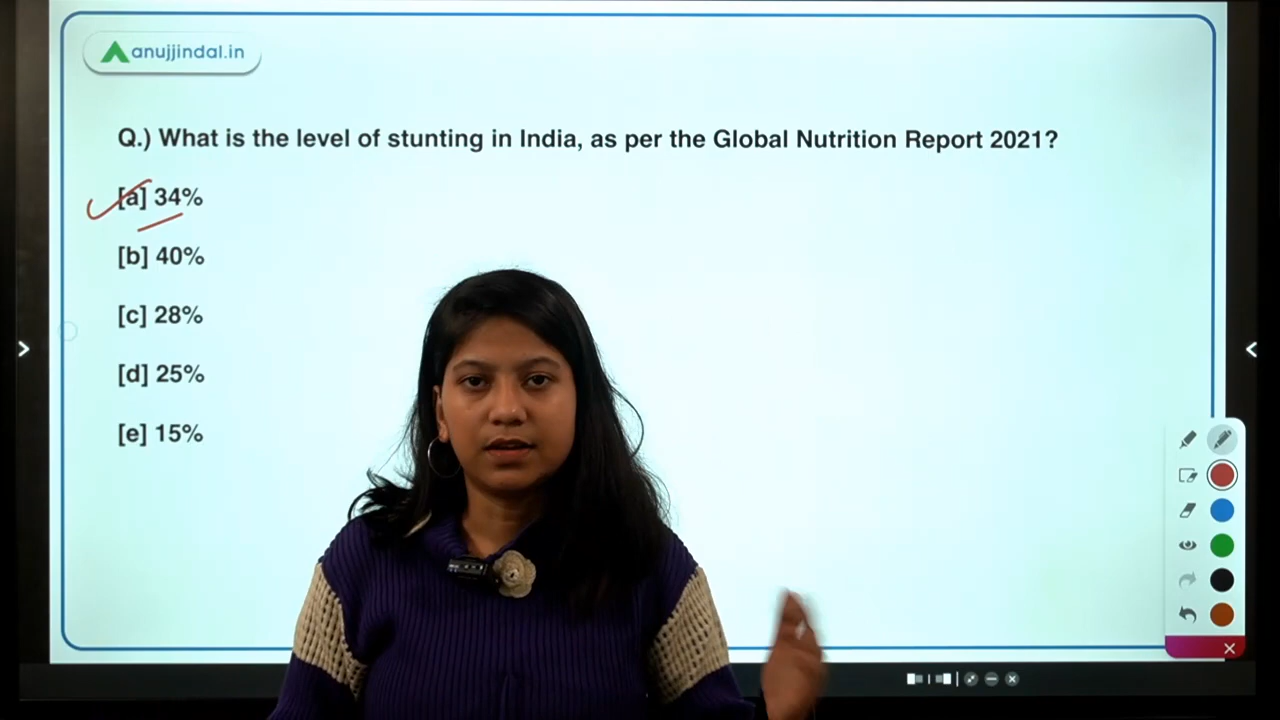 anujjindal.in
Q.) What is the level of stunting in India, as per the Global Nutrition Report 2021?
[a] 34%
[b] 40%
[c] 28%
[d] 25%
[e] 15%